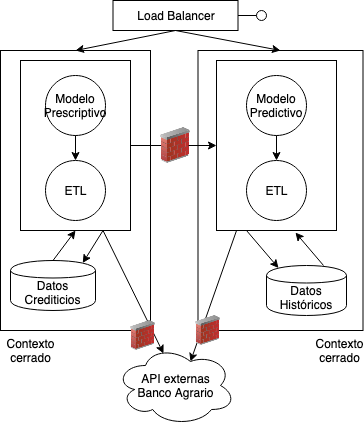 Load Balancer
Modelo
Prescriptivo
ETL
Datos
Crediticios
Modelo
Predictivo
ETL
Datos
Históricos
Contexto
cerrado
Contexto
cerrado
API externas
Banco Agrario